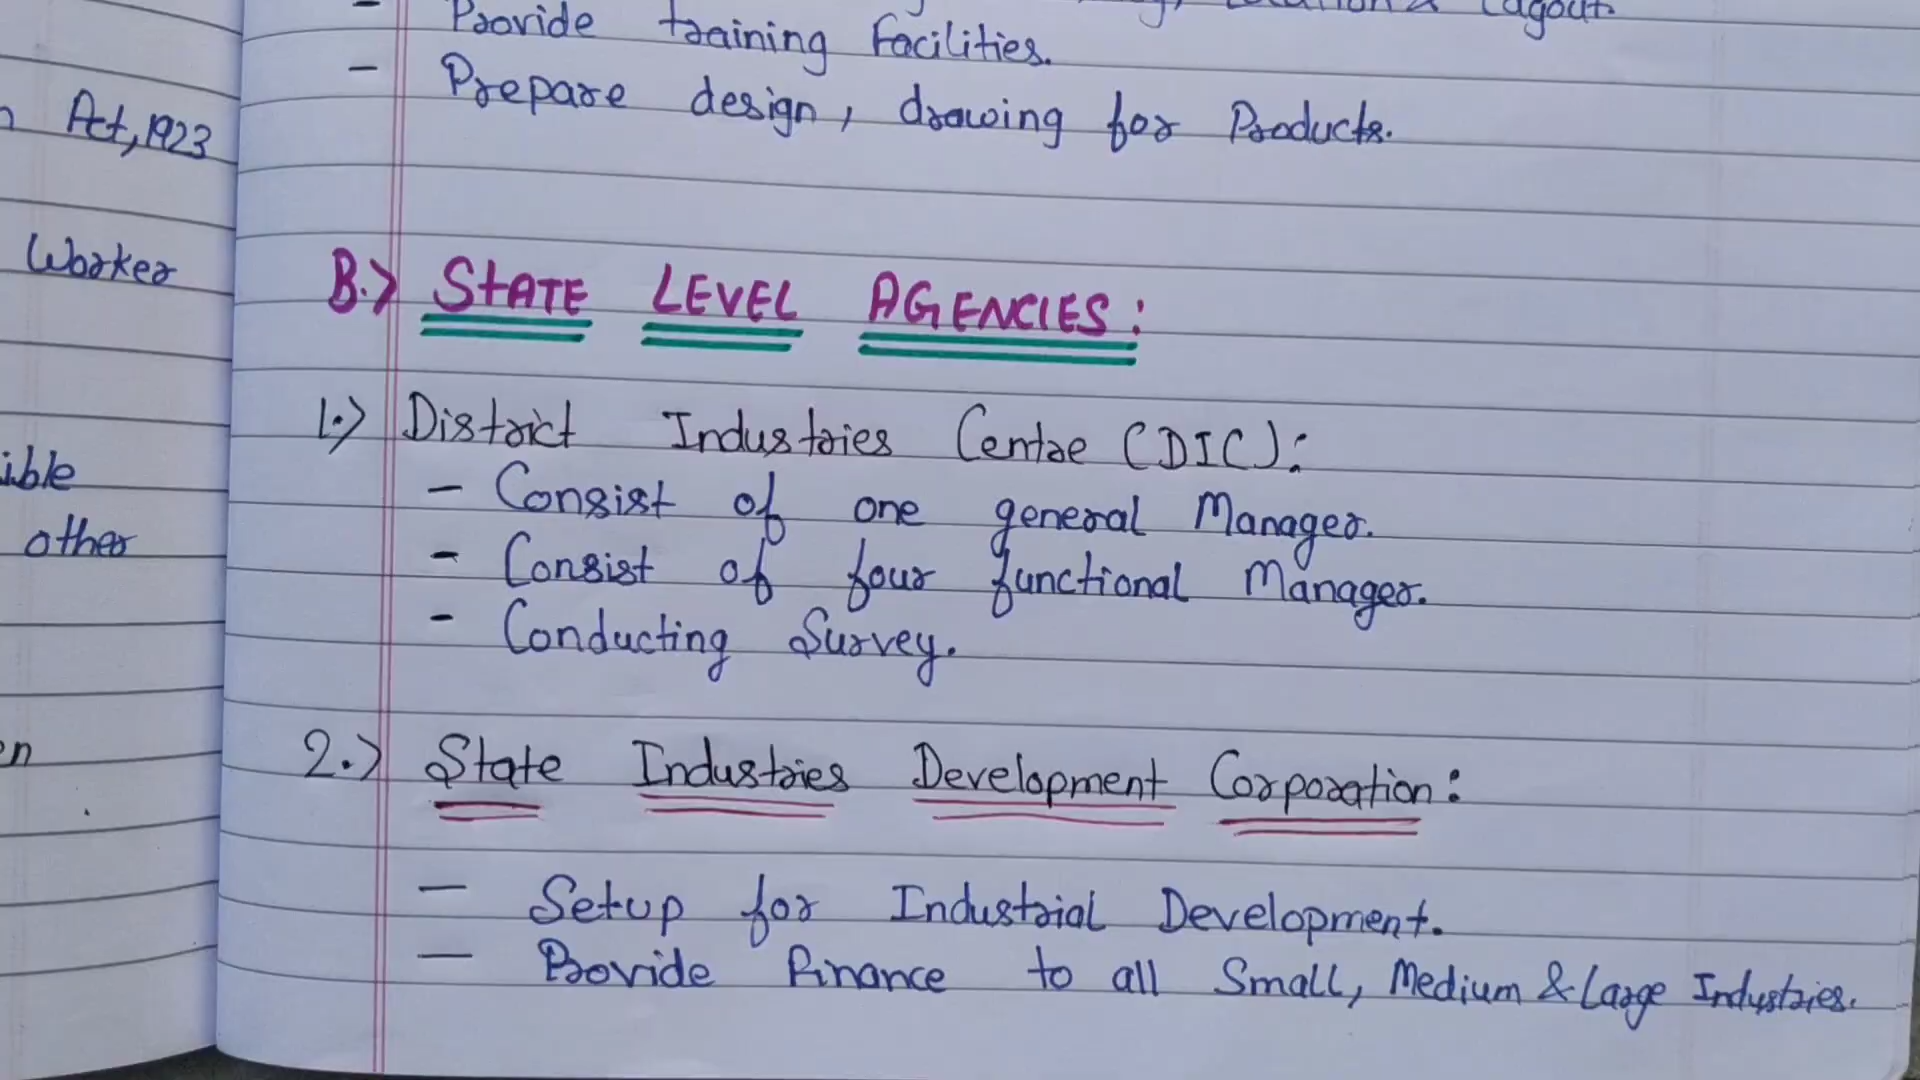 Act, 1923
Worker
other
Layout
- Provide training Facilities.
- Prepare design, drawing for Products.
B.> STATE LEVEL AGENCIES:
1.> District Industries Centre (DIC):
- Consist of one general Manager.
- Consist of four functional Manager.
- Conducting Survey.
2.> State Industries Development Corporation:
- Setup for Industrial Development.
- Provide Finance to all Small, Medium & Large Industries.